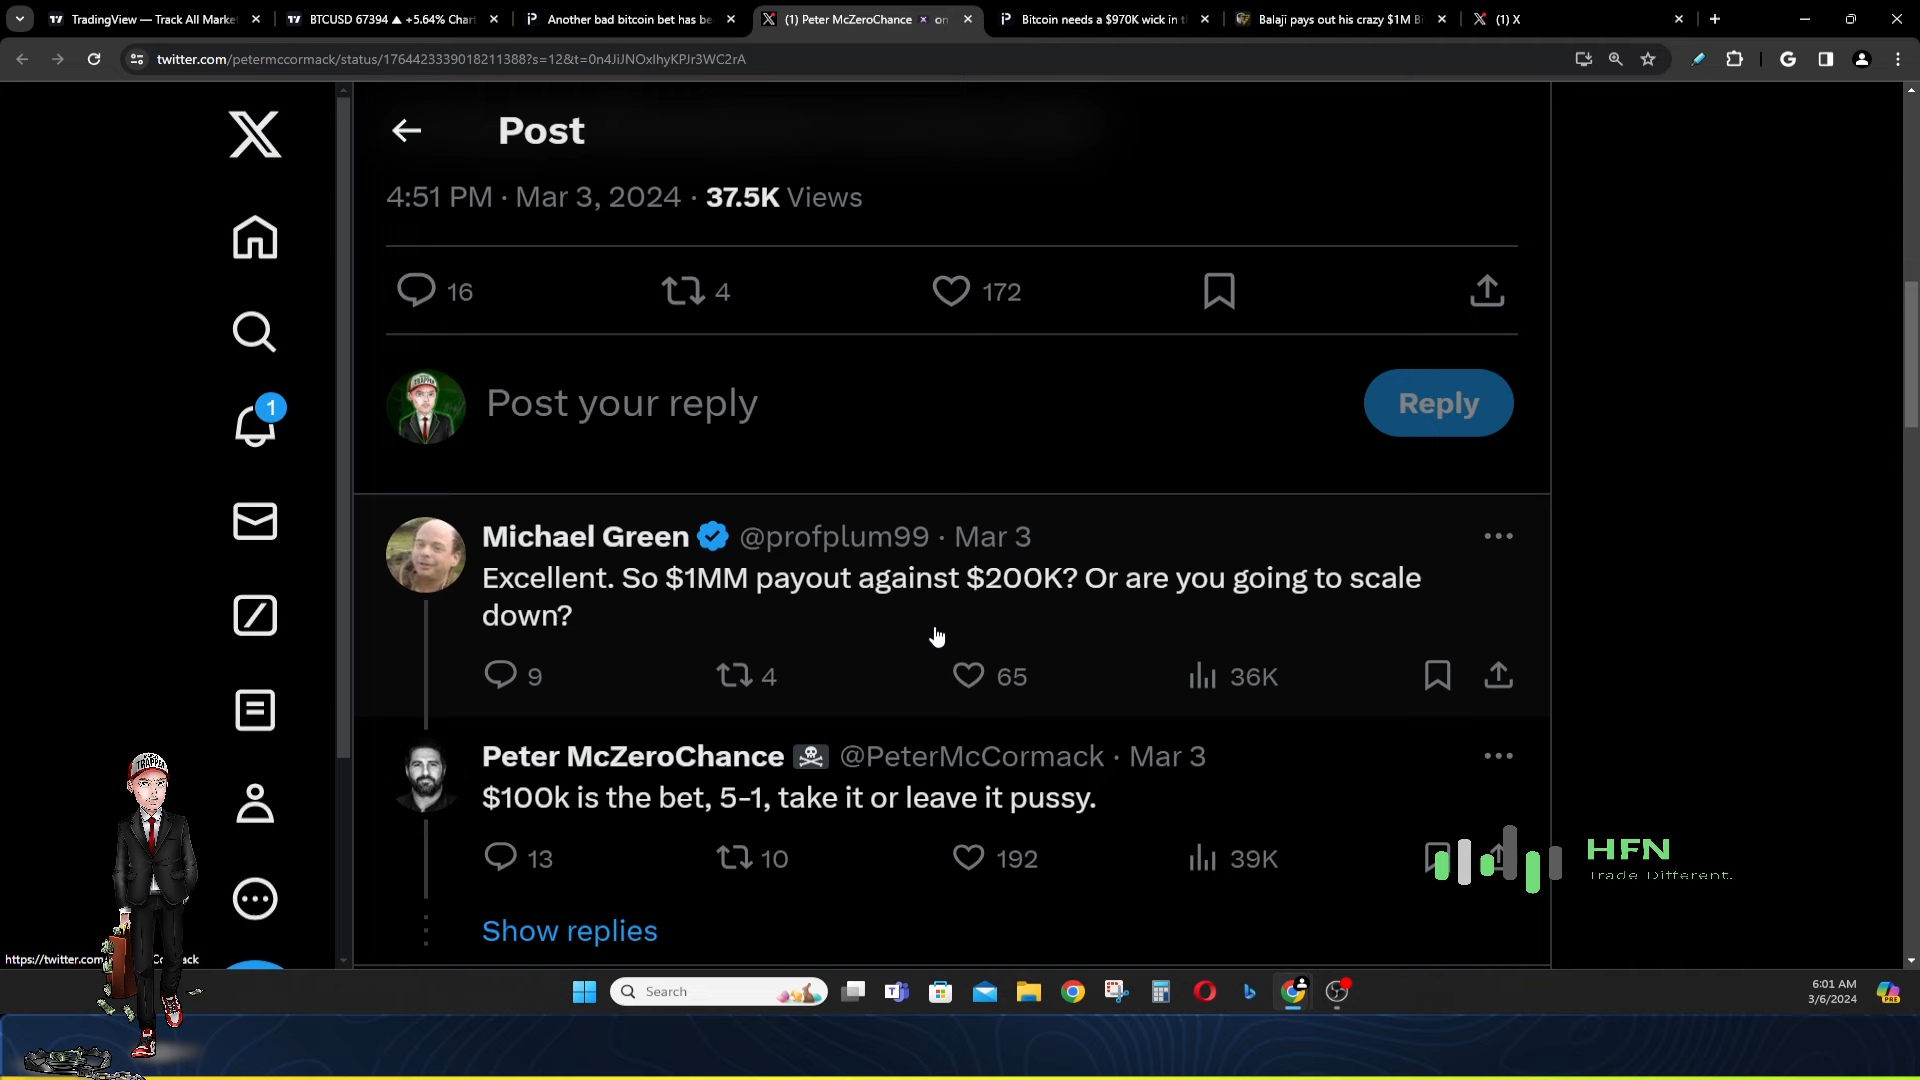 TradingView — Track All Marke
BTCUSD 67394 ▲ +5.64% Char
Another bad bitcoin bet has be
(1) Peter McZeroChance ☠ on
Bitcoin needs a $970K wick in t
Balaji pays out his crazy $1M B
(1) X
twitter.com/petermccormack/status/1764423339018211388?s=12&t=0n4JiJNOxlhyKPJr3WC2rA
Post
4:51 PM · Mar 3, 2024 · 37.5K Views
16
4
172
Post your reply
Reply
1
Michael Green @profplum99 · Mar 3
Excellent. So $1MM payout against $200K? Or are you going to scale
down?
9
4
65
36K
Peter McZeroChance ☠ @PeterMcCormack · Mar 3
$100k is the bet, 5-1, take it or leave it pussy.
13
10
192
39K
Show replies
TRAPPER
HFN
Trade Different.
https://twitter.com
ack
Search
6:01 AM
3/6/2024
PRE